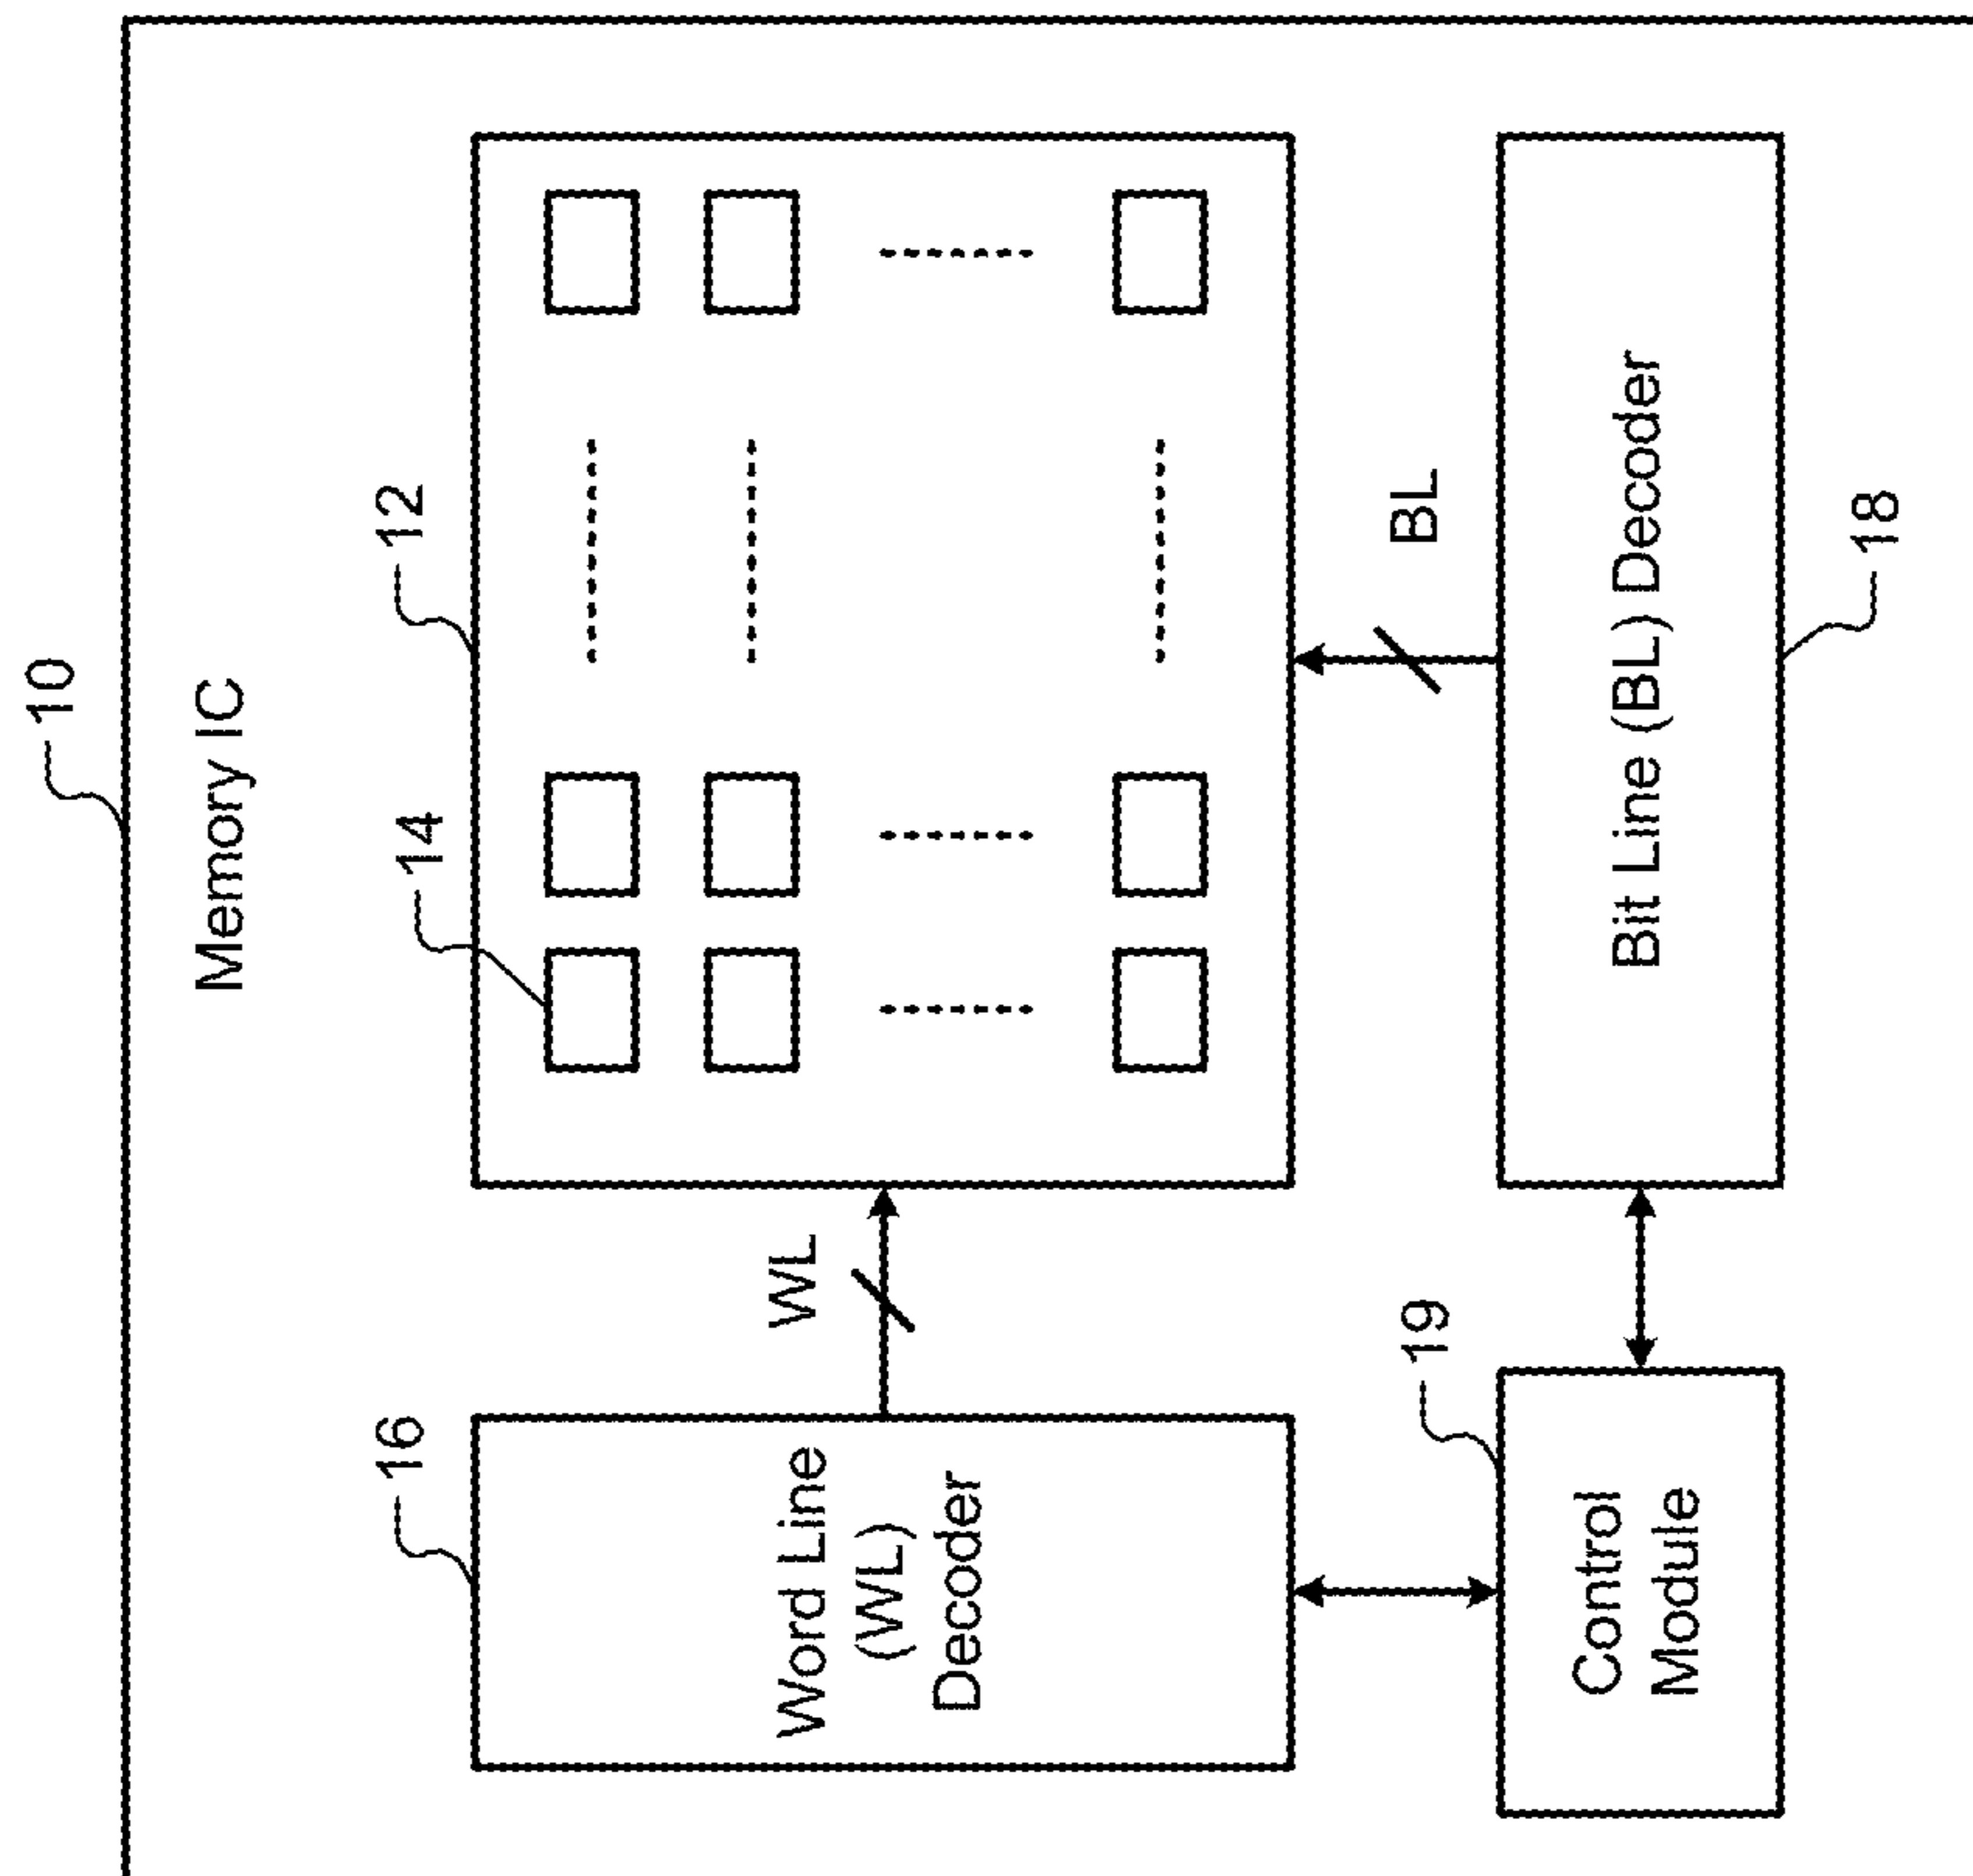 10
Memory IC
12
14
16
Word Line
(WL)
Decoder
WL
BL
19
Control
Module
Bit Line (BL) Decoder
18